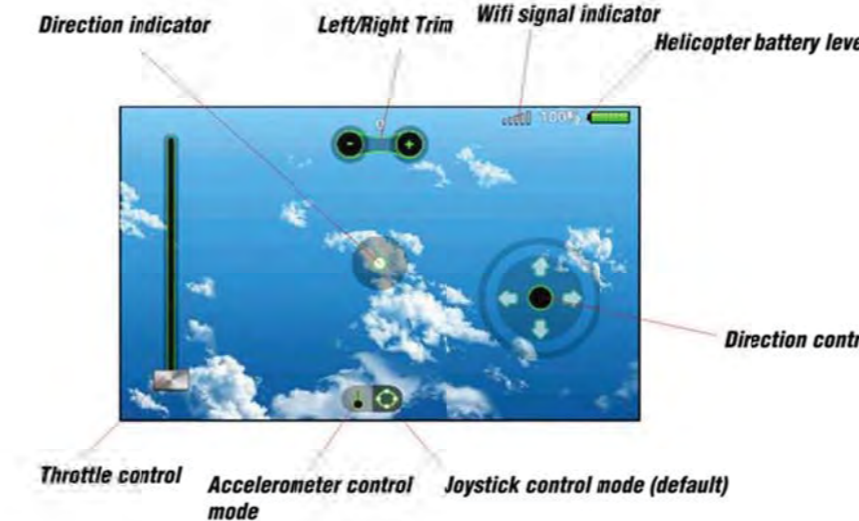 Direction indicator
Left/Right Trim
Wifi signal indicator
Helicopter battery leve
100%
0
- +
Direction contr
Throttle control
Accelerometer control
mode
Joystick control mode (default)